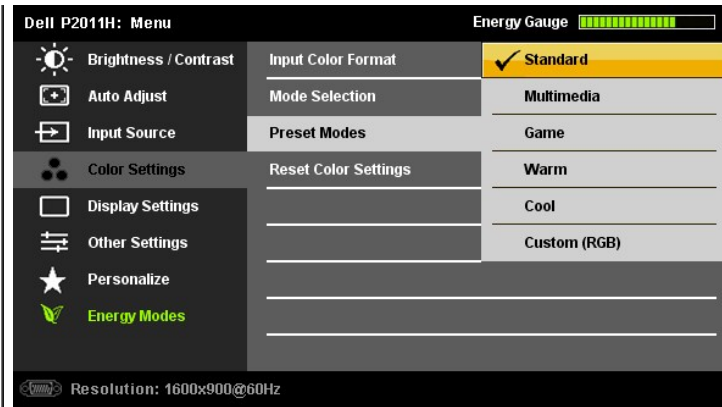 Dell P2011H: Menu
Energy Gauge
Brightness / Contrast
Auto Adjust
Input Source
Color Settings
Display Settings
Other Settings
Personalize
Energy Modes
Input Color Format
Mode Selection
Preset Modes
Reset Color Settings
Standard
Multimedia
Game
Warm
Cool
Custom (RGB)
Resolution: 1600x900@60Hz